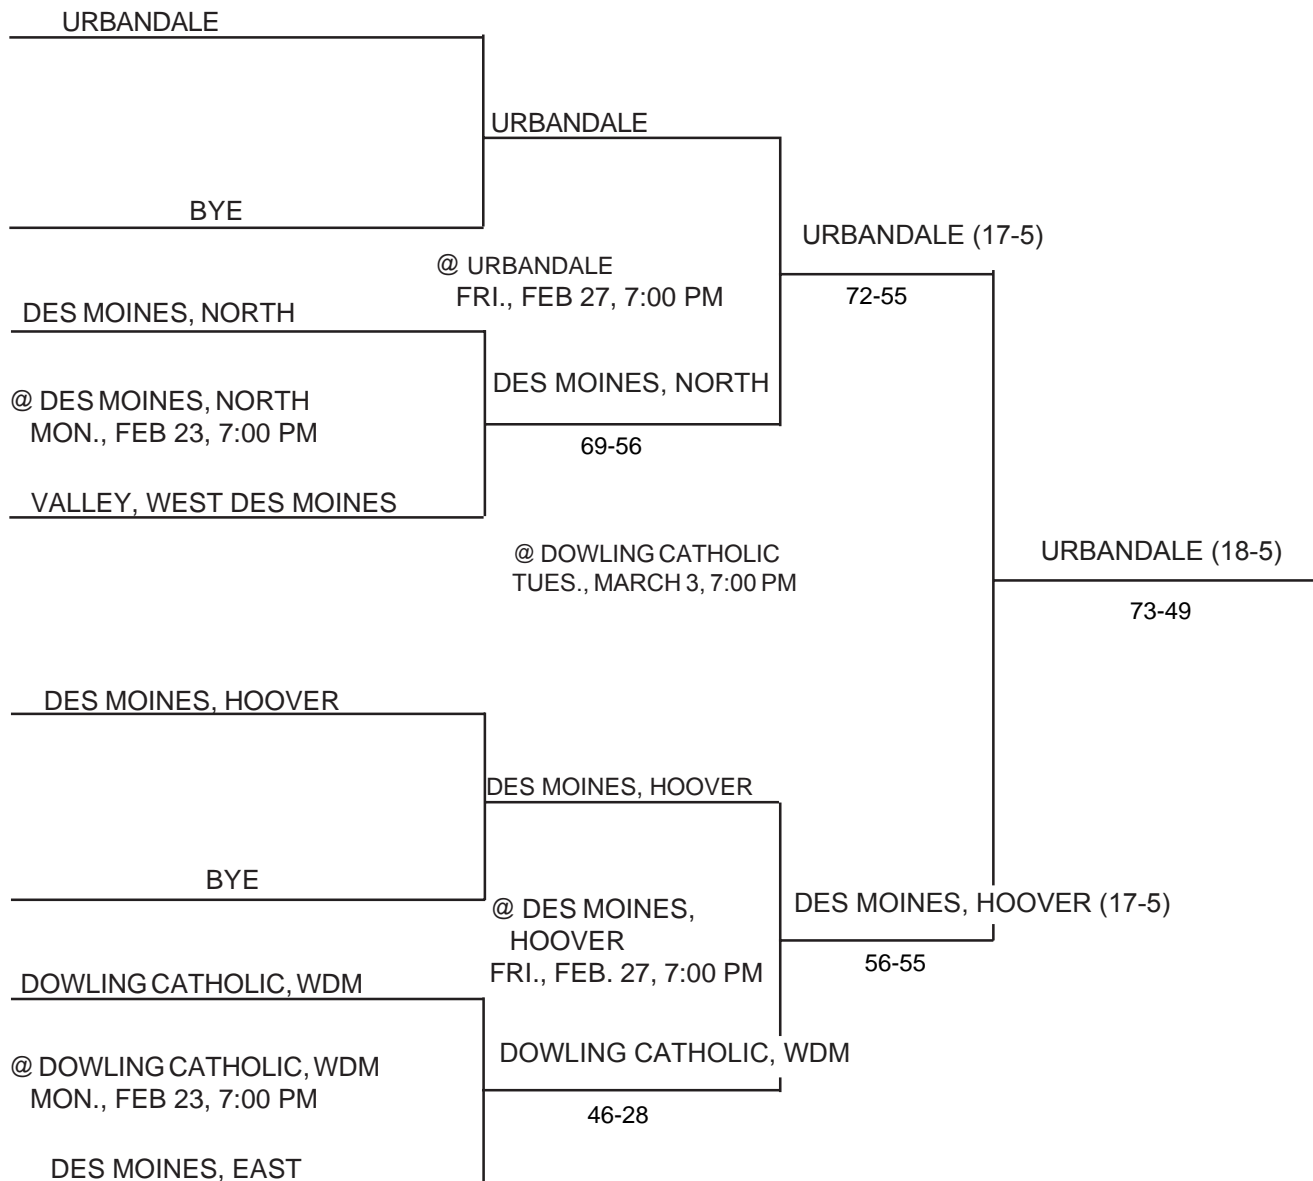 URBANDALE
URBANDALE
BYE
URBANDALE (17-5)
@ URBANDALE
FRI., FEB 27, 7:00 PM
72-55
DES MOINES, NORTH
DES MOINES, NORTH
@ DES MOINES, NORTH
MON., FEB 23, 7:00 PM
69-56
VALLEY, WEST DES MOINES
@ DOWLING CATHOLIC
TUES., MARCH 3, 7:00 PM
URBANDALE (18-5)
73-49
DES MOINES, HOOVER
DES MOINES, HOOVER
BYE
@ DES MOINES,
HOOVER
FRI., FEB. 27, 7:00 PM
DES MOINES, HOOVER (17-5)
56-55
DOWLING CATHOLIC, WDM
DOWLING CATHOLIC, WDM
@ DOWLING CATHOLIC, WDM
MON., FEB 23, 7:00 PM
46-28
DES MOINES, EAST